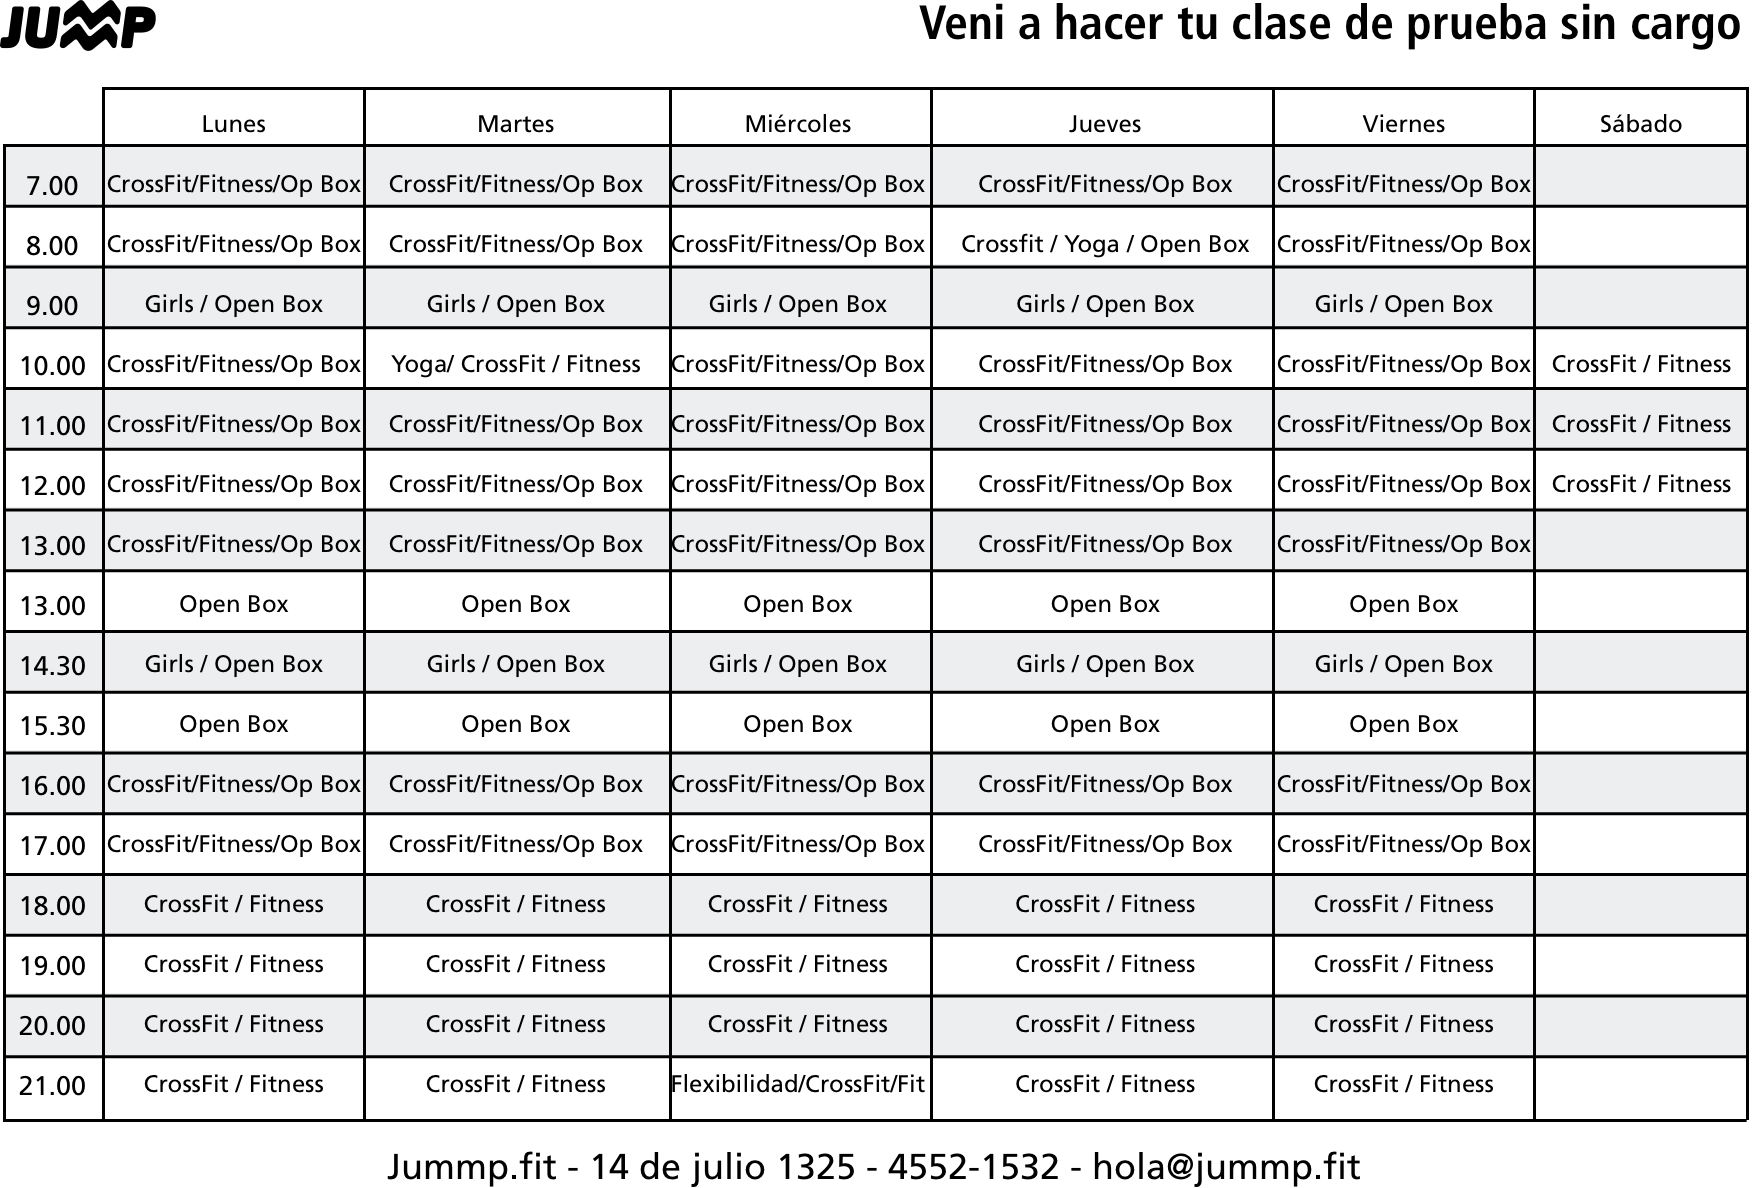 JUMMP
Veni a hacer tu clase de prueba sin cargo
Lunes Martes Miércoles Jueves Viernes Sábado
7.00 CrossFit/Fitness/Op Box CrossFit/Fitness/Op Box CrossFit/Fitness/Op Box CrossFit/Fitness/Op Box CrossFit/Fitness/Op Box
8.00 CrossFit/Fitness/Op Box CrossFit/Fitness/Op Box CrossFit/Fitness/Op Box Crossfit / Yoga / Open Box CrossFit/Fitness/Op Box
9.00 Girls / Open Box Girls / Open Box Girls / Open Box Girls / Open Box Girls / Open Box
10.00 CrossFit/Fitness/Op Box Yoga/ CrossFit / Fitness CrossFit/Fitness/Op Box CrossFit/Fitness/Op Box CrossFit/Fitness/Op Box CrossFit / Fitness
11.00 CrossFit/Fitness/Op Box CrossFit/Fitness/Op Box CrossFit/Fitness/Op Box CrossFit/Fitness/Op Box CrossFit/Fitness/Op Box CrossFit / Fitness
12.00 CrossFit/Fitness/Op Box CrossFit/Fitness/Op Box CrossFit/Fitness/Op Box CrossFit/Fitness/Op Box CrossFit/Fitness/Op Box CrossFit / Fitness
13.00 CrossFit/Fitness/Op Box CrossFit/Fitness/Op Box CrossFit/Fitness/Op Box CrossFit/Fitness/Op Box CrossFit/Fitness/Op Box
13.00 Open Box Open Box Open Box Open Box Open Box
14.30 Girls / Open Box Girls / Open Box Girls / Open Box Girls / Open Box Girls / Open Box
15.30 Open Box Open Box Open Box Open Box Open Box
16.00 CrossFit/Fitness/Op Box CrossFit/Fitness/Op Box CrossFit/Fitness/Op Box CrossFit/Fitness/Op Box CrossFit/Fitness/Op Box
17.00 CrossFit/Fitness/Op Box CrossFit/Fitness/Op Box CrossFit/Fitness/Op Box CrossFit/Fitness/Op Box CrossFit/Fitness/Op Box
18.00 CrossFit / Fitness CrossFit / Fitness CrossFit / Fitness CrossFit / Fitness CrossFit / Fitness
19.00 CrossFit / Fitness CrossFit / Fitness CrossFit / Fitness CrossFit / Fitness CrossFit / Fitness
20.00 CrossFit / Fitness CrossFit / Fitness CrossFit / Fitness CrossFit / Fitness CrossFit / Fitness
21.00 CrossFit / Fitness CrossFit / Fitness Flexibilidad/CrossFit/Fit CrossFit / Fitness CrossFit / Fitness
Jummp.fit - 14 de julio 1325 - 4552-1532 - hola@jummp.fit